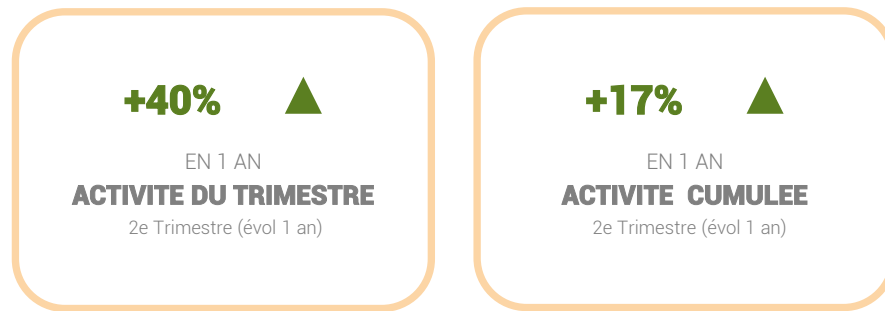 +40%
EN 1 AN
ACTIVITE DU TRIMESTRE
2e Trimestre (évol 1 an)
+17%
EN 1 AN
ACTIVITE CUMULEE
2e Trimestre (évol 1 an)